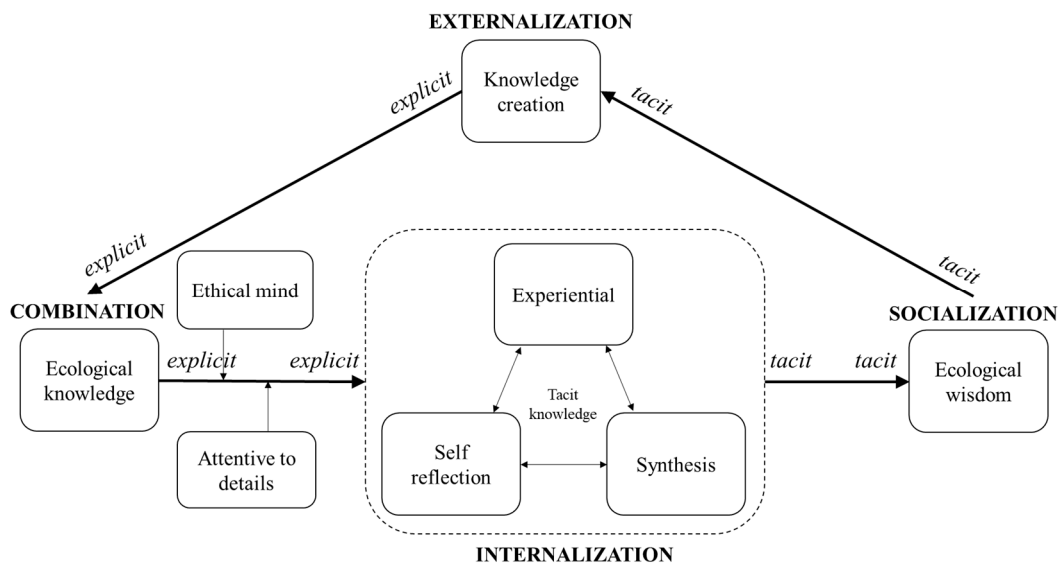 EXTERNALIZATION
Knowledge
creation
explicit
tacit
explicit
tacit
COMBINATION
Ethical mind
Experiential
SOCIALIZATION
Ecological
knowledge
explicit
explicit
tacit
tacit
Ecological
wisdom
Tacit
knowledge
Attentive to
details
Self
reflection
Synthesis
INTERNALIZATION